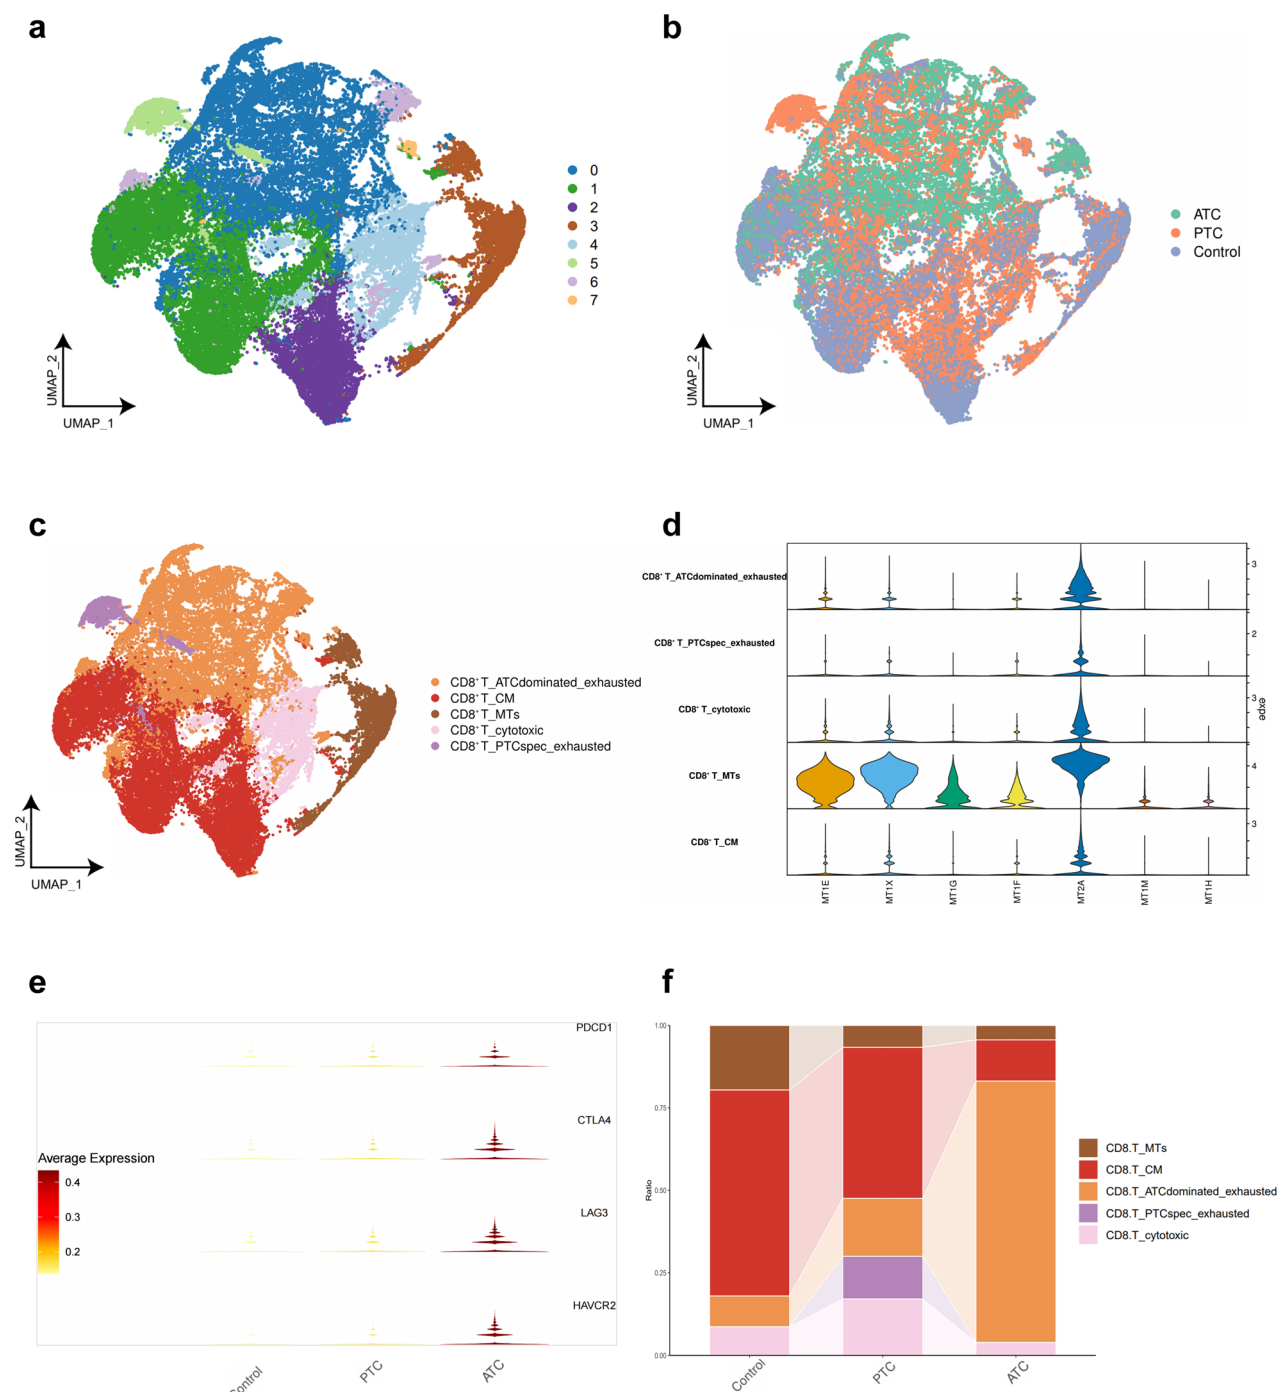 a
0
1
2
3
4
5
6
7
UMAP_2
UMAP_1
b
ATC
PTC
Control
UMAP_2
UMAP_1
c
CD8⁺ T_ATCdominated_exhausted
CD8⁺ T_CM
CD8⁺ T_MTs
CD8⁺ T_cytotoxic
CD8⁺ T_PTCspec_exhausted
UMAP_2
UMAP_1
d
CD8⁺ T_ATCdominated_exhausted
3
CD8⁺ T_PTCspec_exhausted
2
CD8⁺ T_cytotoxic
3
expe
CD8⁺ T_MTs
4
CD8⁺ T_CM
3
MT1E
MT1X
MT1G
MT1F
MT2A
MT1M
MT1H
e
PDCD1
CTLA4
LAG3
HAVCR2
Average Expression
0.4
0.3
0.2
Control
PTC
ATC
f
1.00
0.75
0.50
0.25
0.00
Ratio
Control
PTC
ATC
CD8.T_MTs
CD8.T_CM
CD8.T_ATCdominated_exhausted
CD8.T_PTCspec_exhausted
CD8.T_cytotoxic